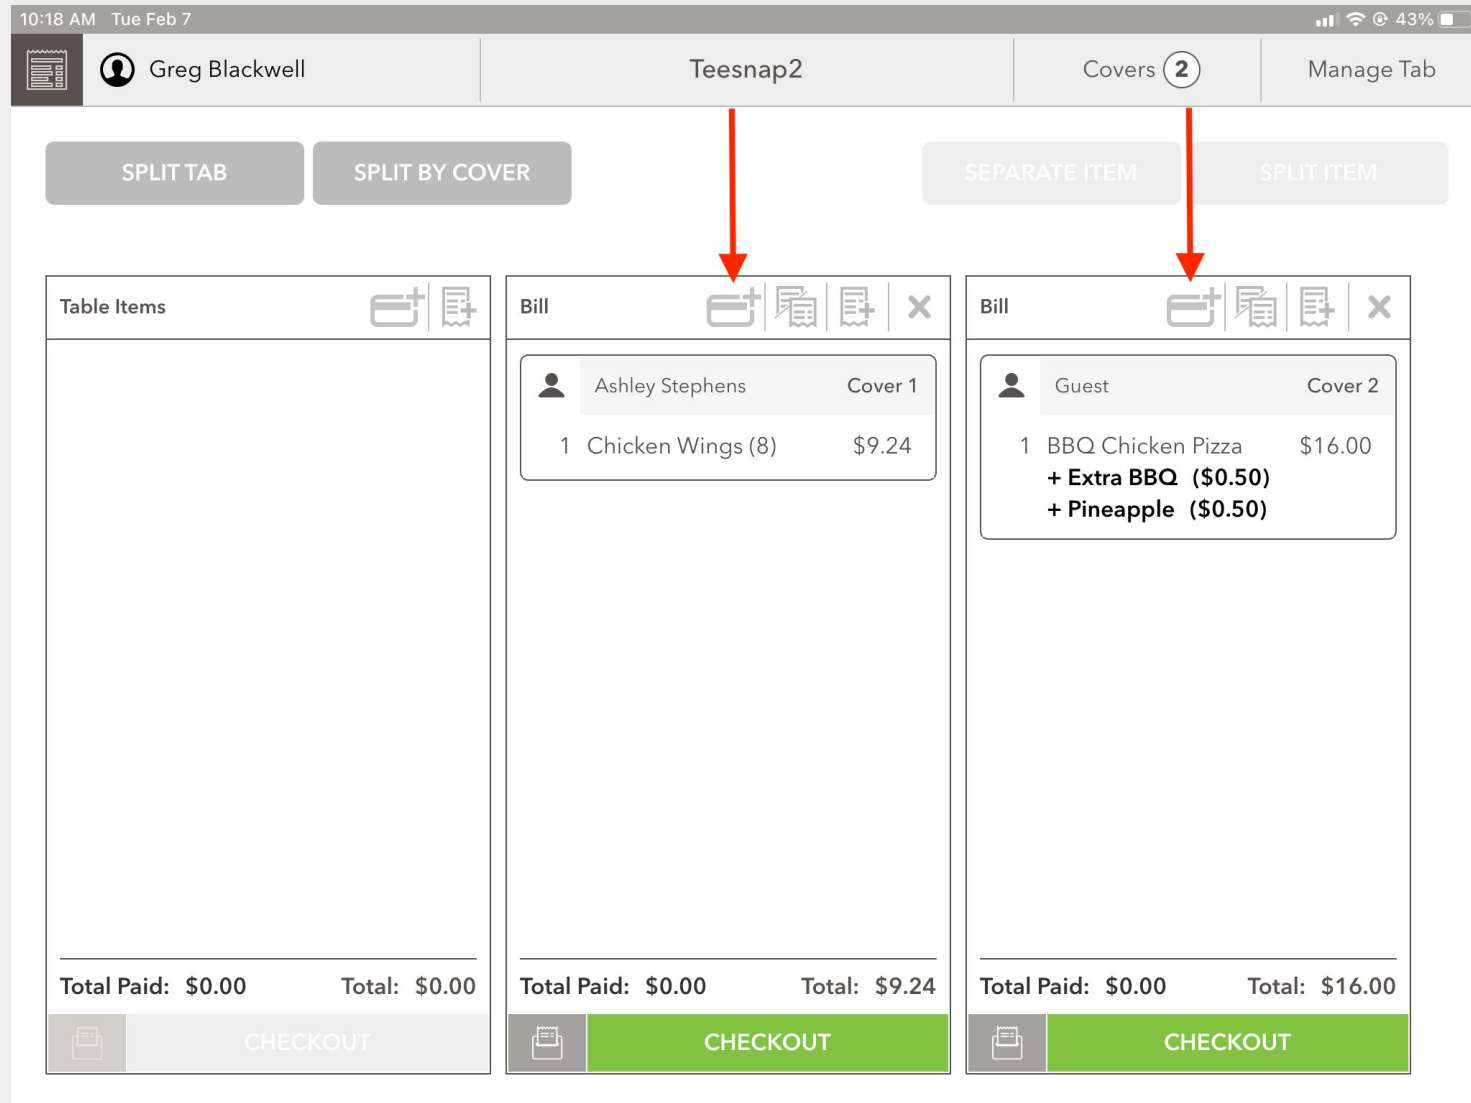 10:18 AM Tue Feb 7
43%
Greg Blackwell
Teesnap2
Covers 2
Manage Tab
SPLIT TAB
SPLIT BY COVER
SEPARATE ITEM
SPLIT ITEM
Table Items
Total Paid: $0.00 Total: $0.00
CHECKOUT
Bill
Ashley Stephens Cover 1
1 Chicken Wings (8) $9.24
Total Paid: $0.00 Total: $9.24
CHECKOUT
Bill
Guest Cover 2
1 BBQ Chicken Pizza $16.00
+ Extra BBQ ($0.50)
+ Pineapple ($0.50)
Total Paid: $0.00 Total: $16.00
CHECKOUT